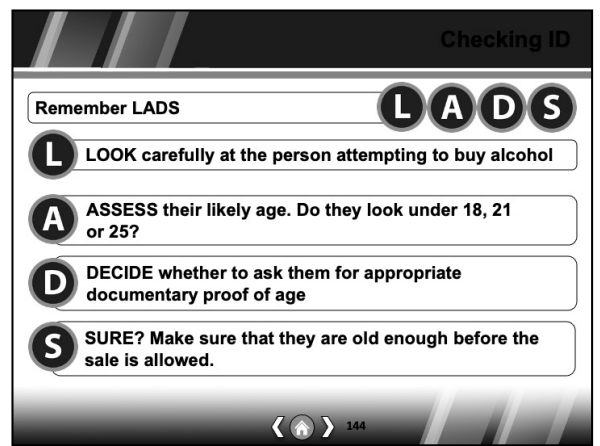 Checking ID
Remember LADS
L A D S
L
LOOK carefully at the person attempting to buy alcohol
A
ASSESS their likely age. Do they look under 18, 21
or 25?
D
DECIDE whether to ask them for appropriate
documentary proof of age
S
SURE? Make sure that they are old enough before the
sale is allowed.
144